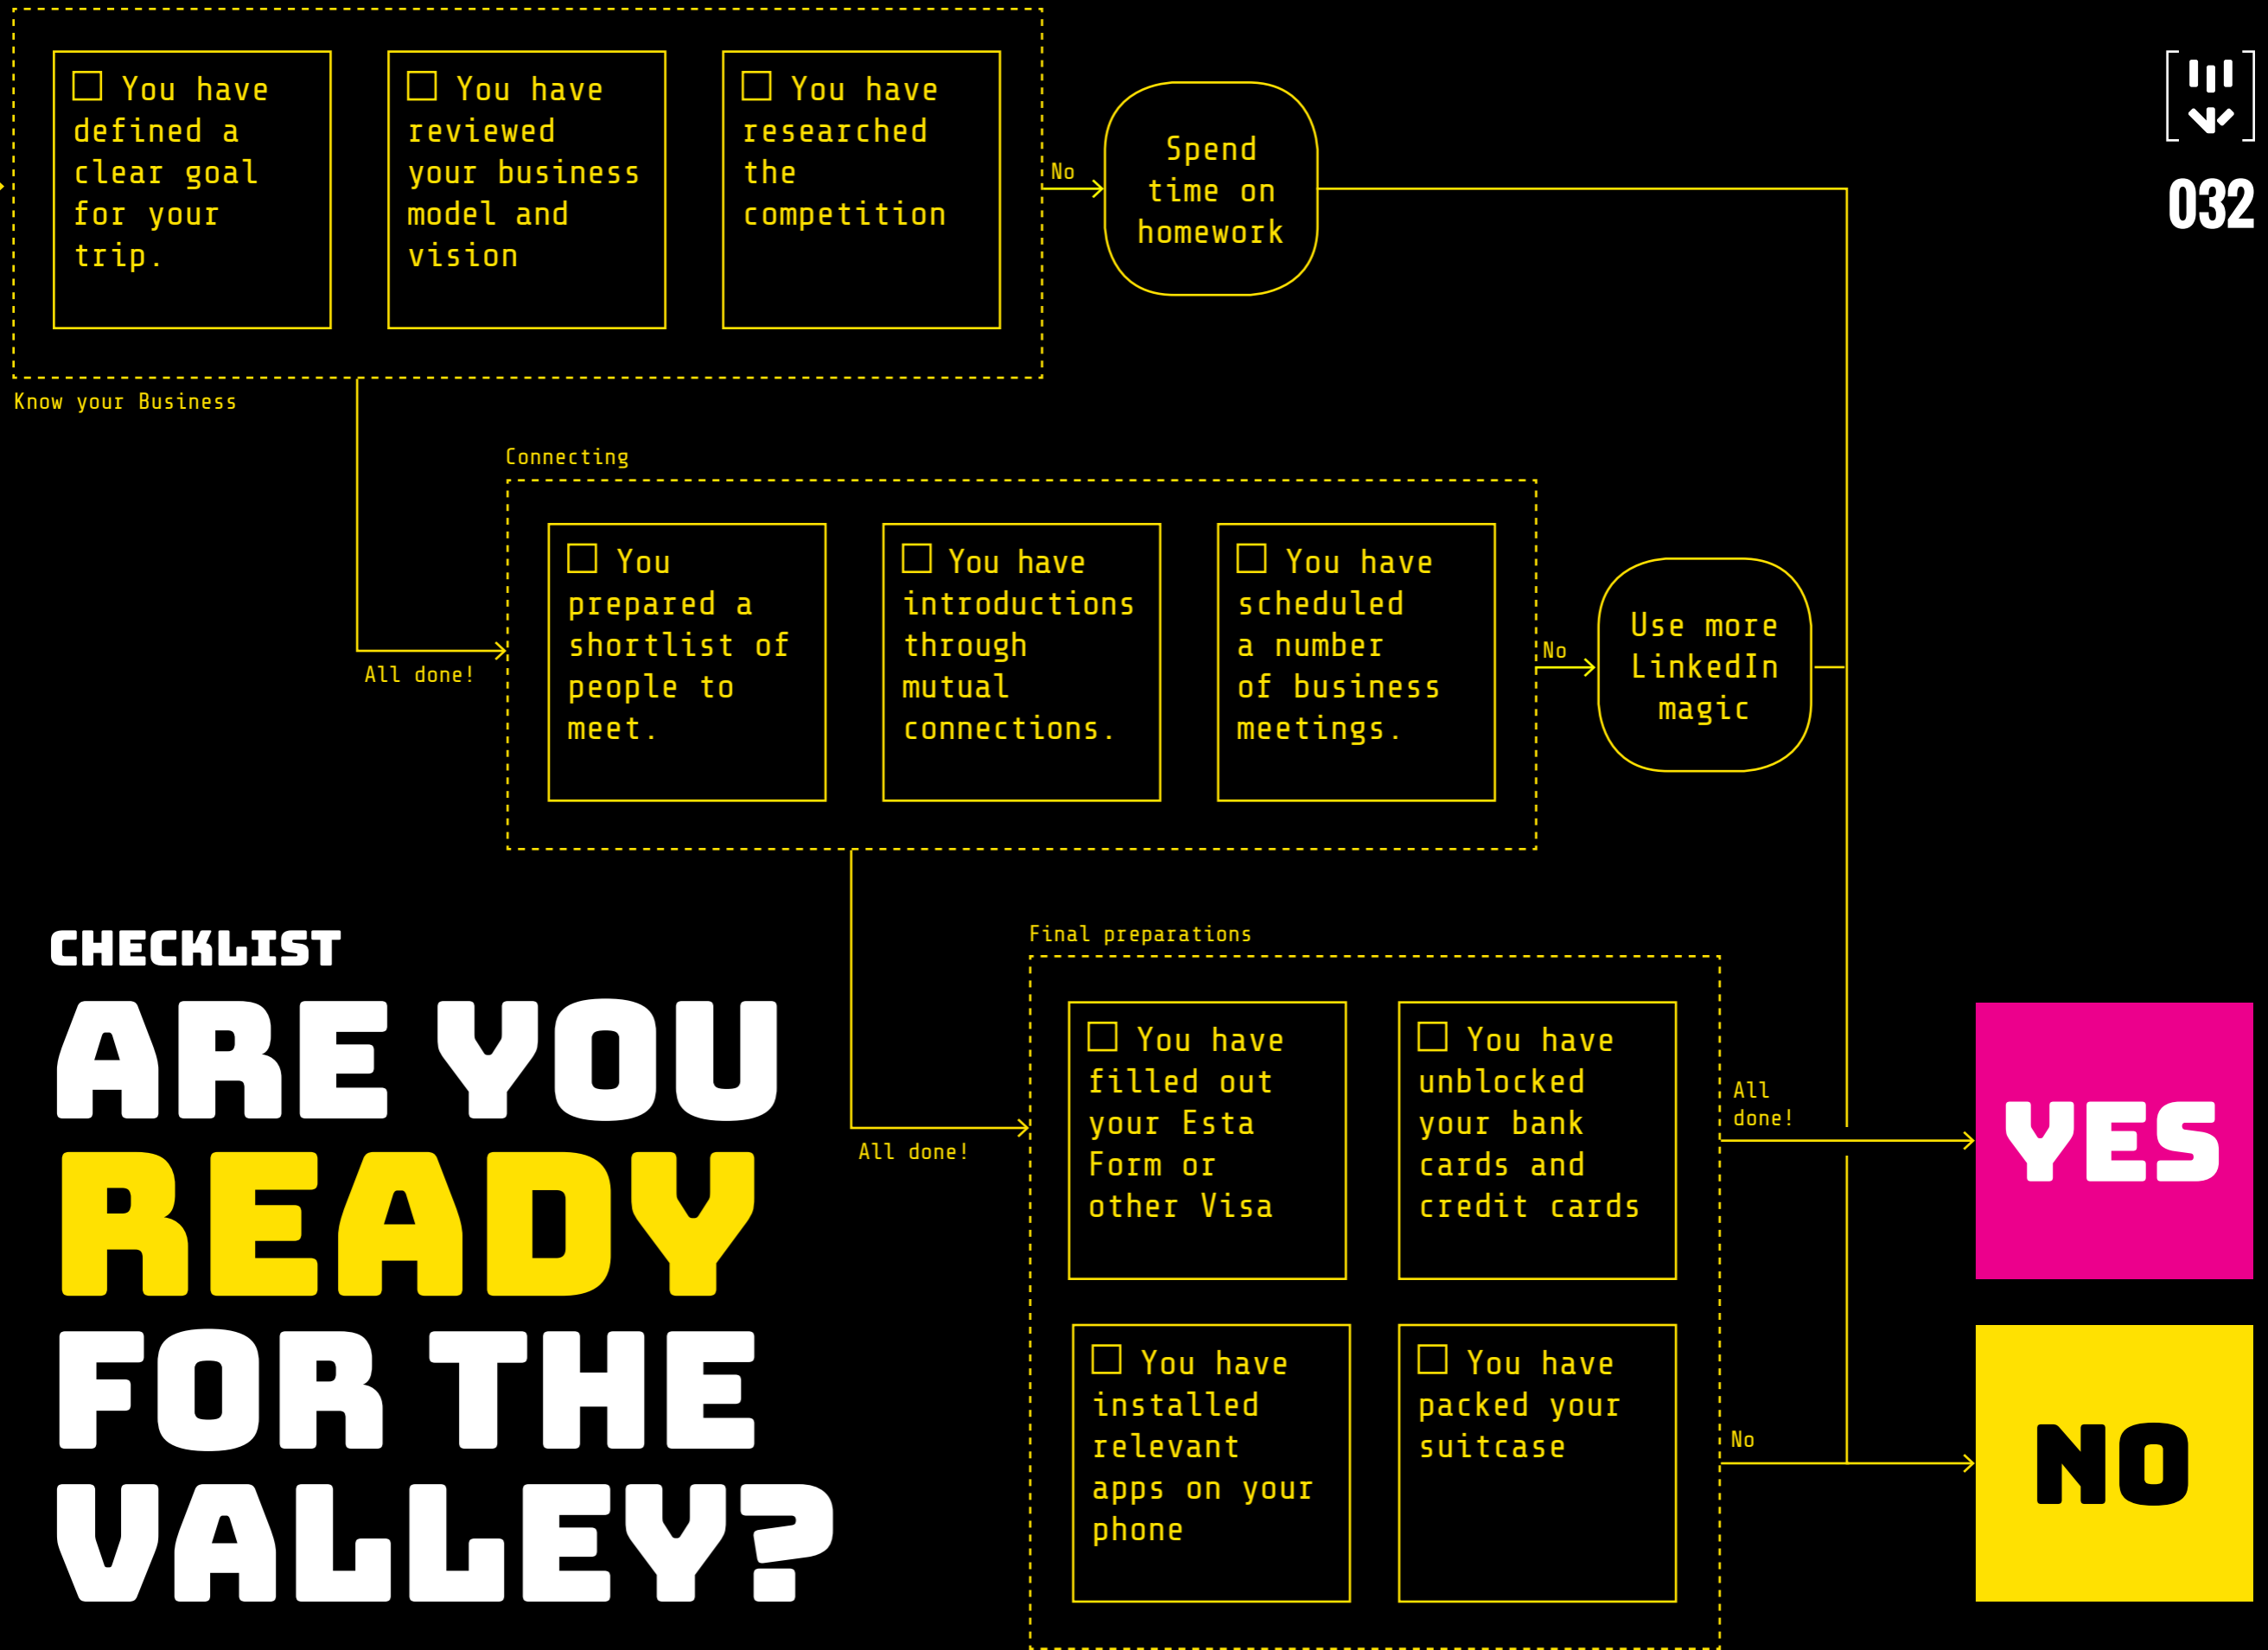 ☐ You have
defined a
clear goal
for your
trip.
☐ You have
reviewed
your business
model and
vision
☐ You have
researched
the
competition
No
Spend
time on
homework
032
Know your Business
All done!
Connecting
☐ You
prepared a
shortlist of
people to
meet.
☐ You have
introductions
through
mutual
connections.
☐ You have
scheduled
a number
of business
meetings.
No
Use more
LinkedIn
magic
All done!
Final preparations
☐ You have
filled out
your Esta
Form or
other Visa
☐ You have
unblocked
your bank
cards and
credit cards
☐ You have
installed
relevant
apps on your
phone
☐ You have
packed your
suitcase
All
done!
YES
No
NO
CHECKLIST
ARE YOU
READY
FOR THE
VALLEY?